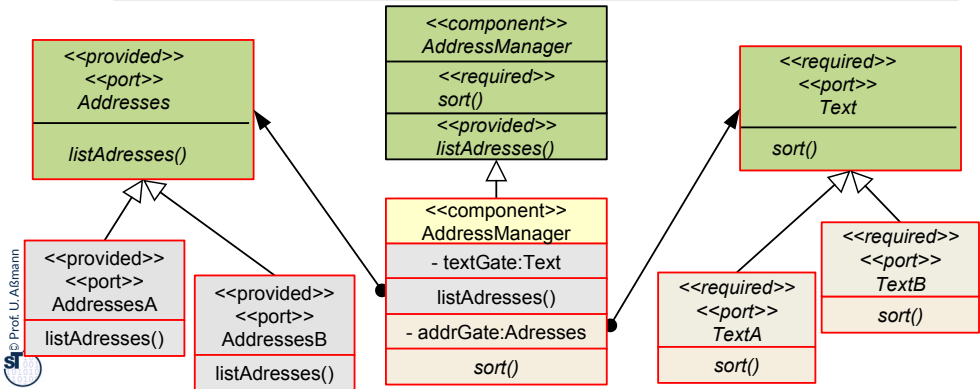 <<provided>>
<<port>>
Addresses
listAdresses()
<<component>>
AddressManager
<<required>>
sort()
<<provided>>
listAdresses()
<<required>>
<<port>>
Text
sort()
<<provided>>
<<port>>
AddressesA
listAdresses()
<<provided>>
<<port>>
AddressesB
listAdresses()
<<component>>
AddressManager
- textGate:Text
listAdresses()
- addrGate:Adresses
sort()
<<required>>
<<port>>
TextA
sort()
<<required>>
<<port>>
TextB
sort()
© Prof. U. Aßmann
ST